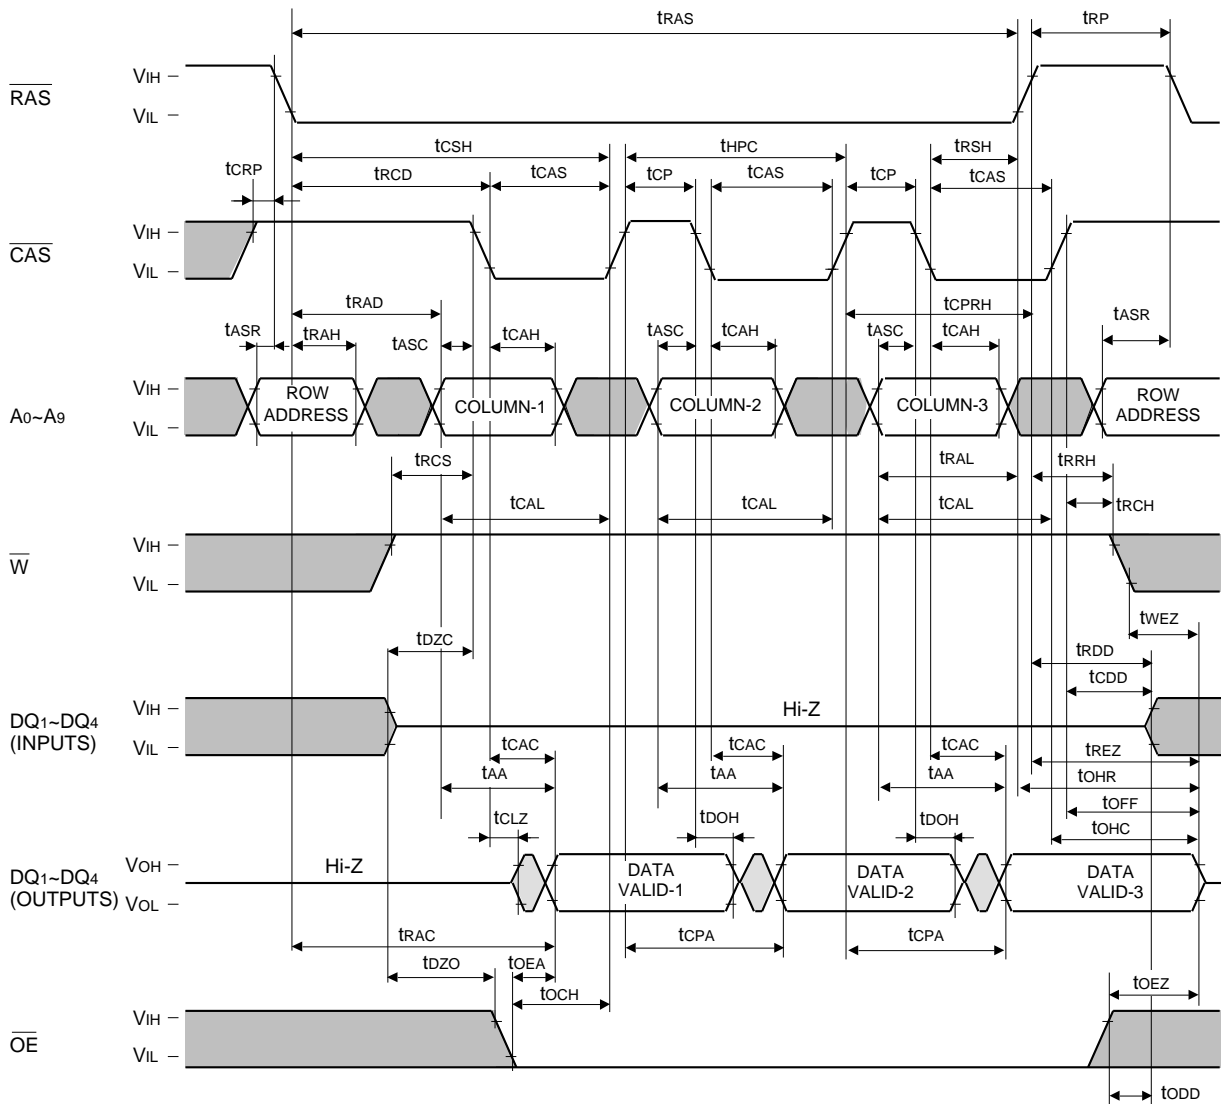 tRAS tRP
VIH
RAS
VIL
tCSH tHPC tRSH
tCRP tRCD tCAS tCP tCAS tCP tCAS
VIH
CAS
VIL
tRAD tCPRH
tASR tRAH tASC tCAH tASC tCAH tASC tCAH tASR
VIH
A0~A9
VIL
ROW
ADDRESS
COLUMN-1
COLUMN-2
COLUMN-3
ROW
ADDRESS
tRCS tRAL tRRH
tCAL tCAL tCAL tRCH
VIH
W
VIL
tWEZ
tDZC tRDD
tCDD
VIH
DQ1~DQ4
(INPUTS)
VIL
Hi-Z
tCAC tCAC tCAC tREZ
tAA tAA tAA tOHR
tOFF
tCLZ tDOH tDOH tOHC
VOH
DQ1~DQ4
(OUTPUTS)
VOL
Hi-Z
DATA
VALID-1
DATA
VALID-2
DATA
VALID-3
tRAC tCPA tCPA
tDZO tOEA
tOCH tOEZ
VIH
OE
VIL
tODD